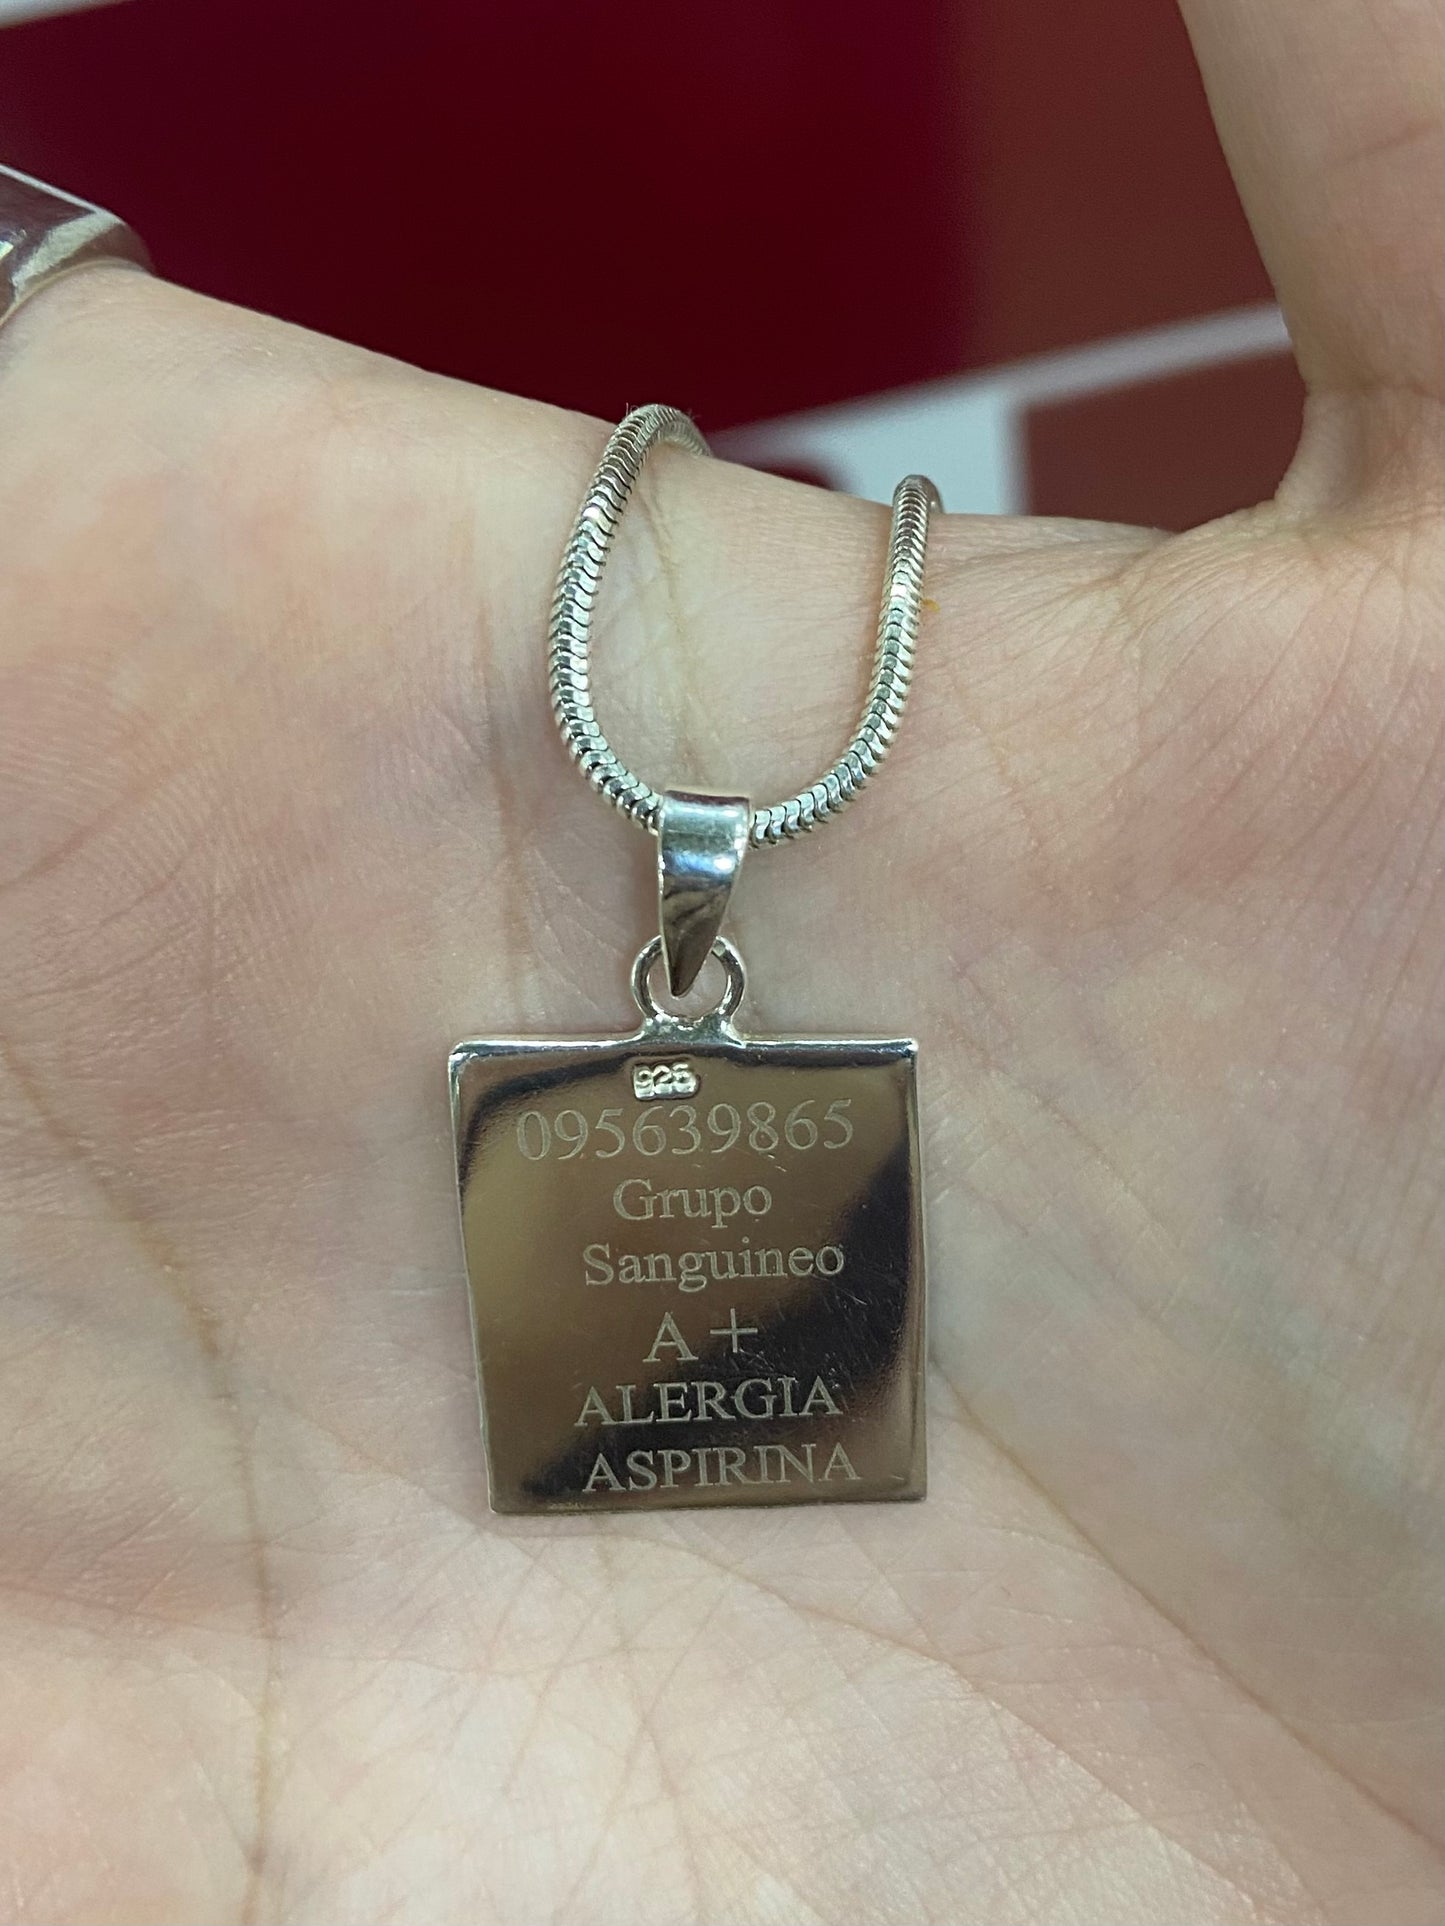 925
095639865
Grupo
Sanguineo
A +
ALERGIA
ASPIRINA